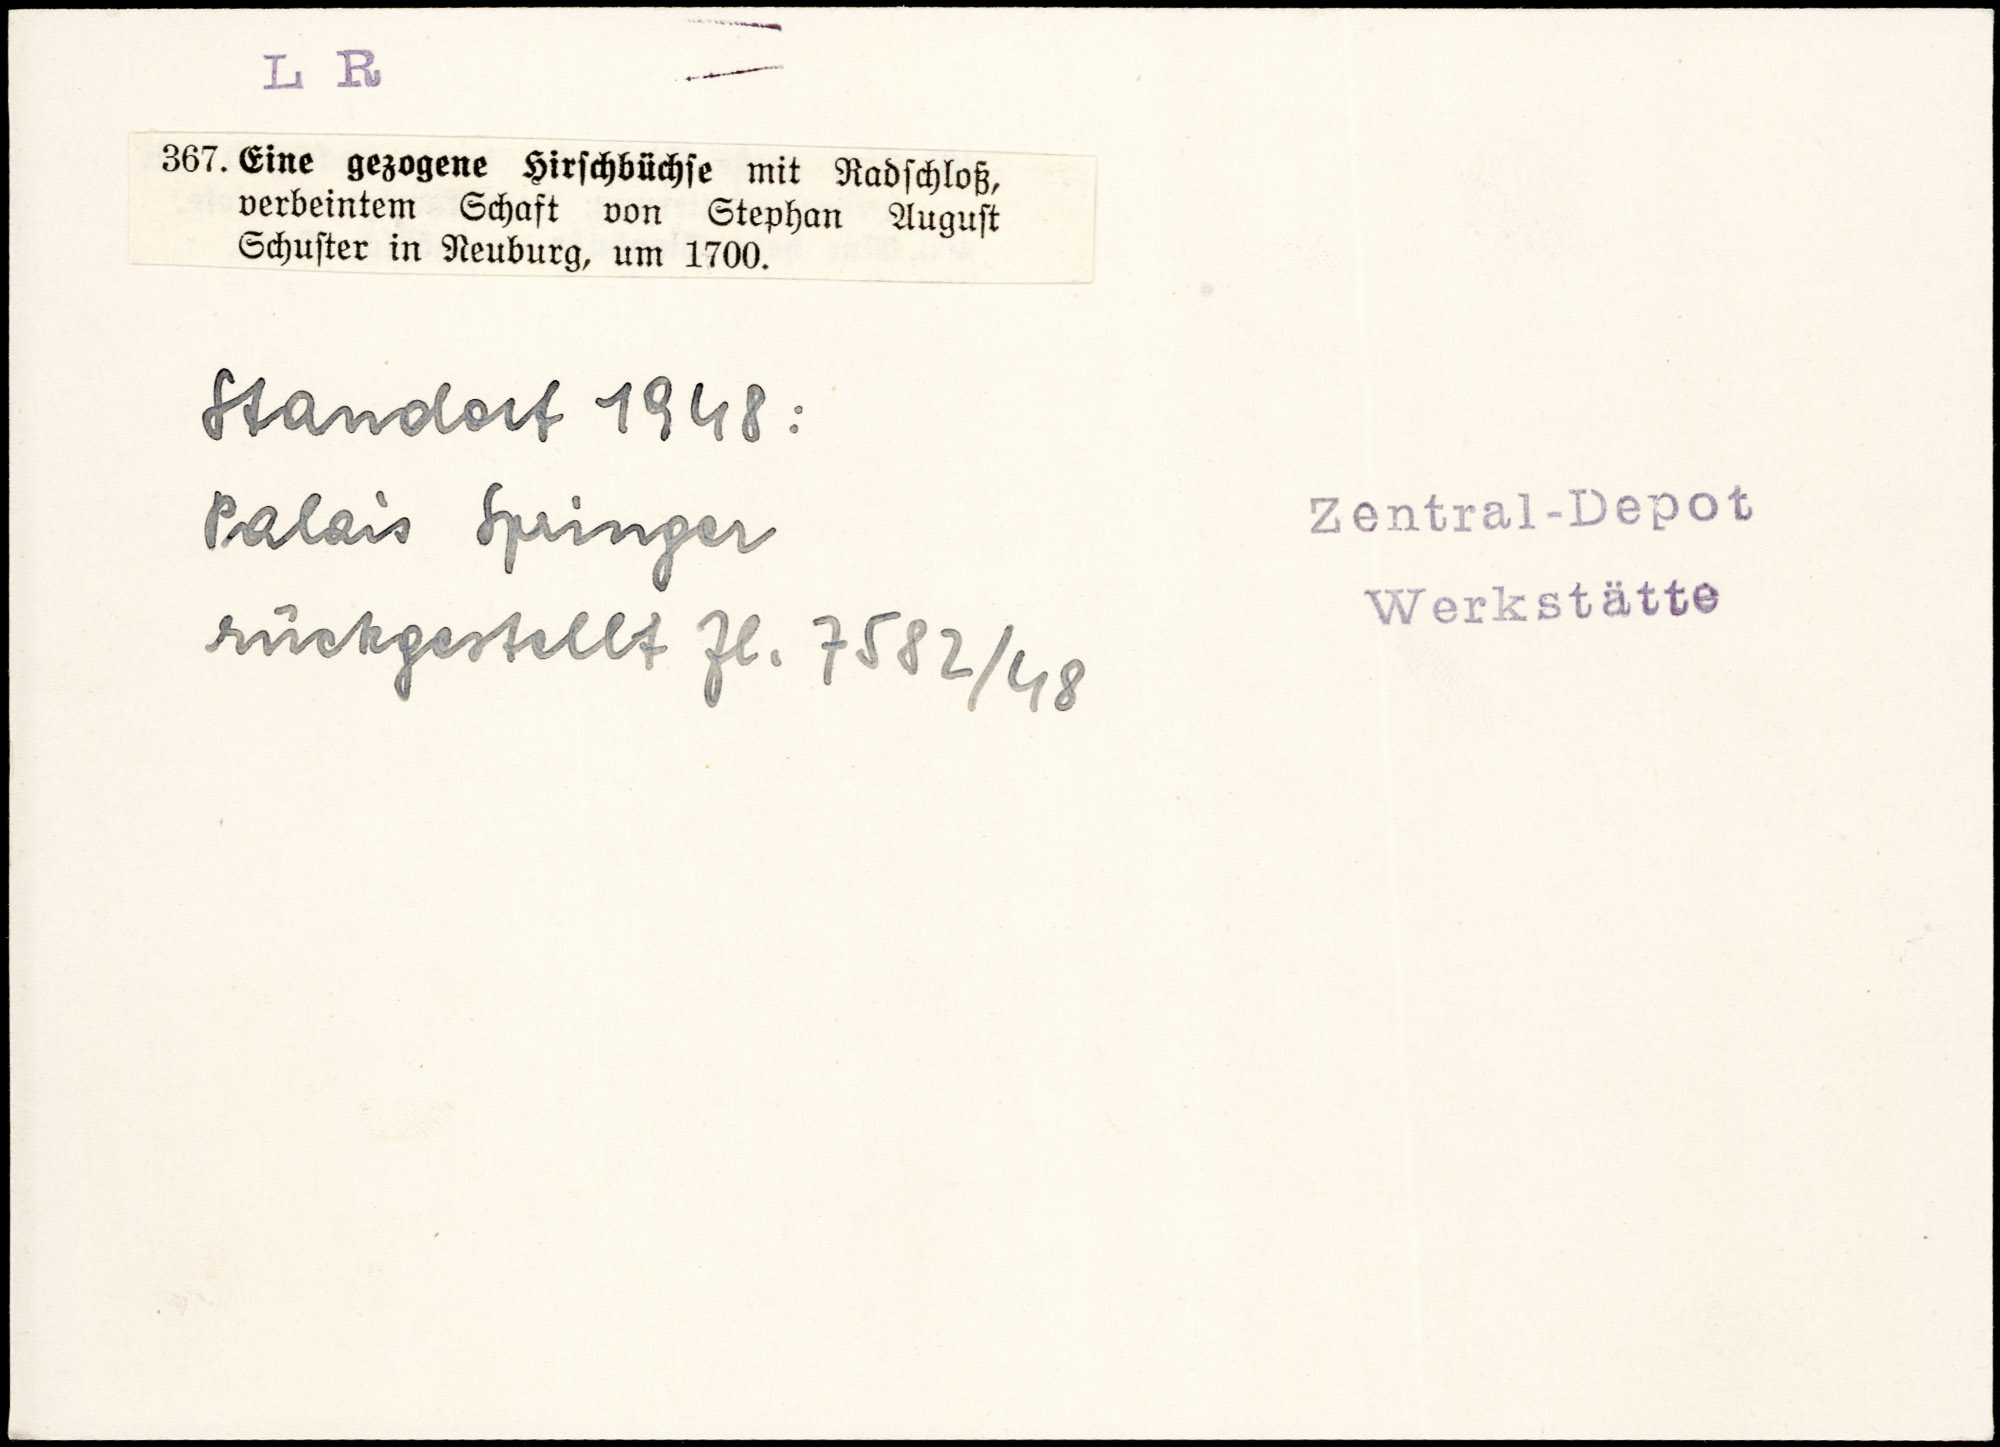 L R
367. Eine gezogene Hirschbüchse mit Radschloß,
verbeintem Schaft von Stephan August
Schuster in Neuburg, um 1700.
Standort 1948:
Palais Springer
rückgestellt Zl. 7582/48
Zentral-Depot
Werkstätte